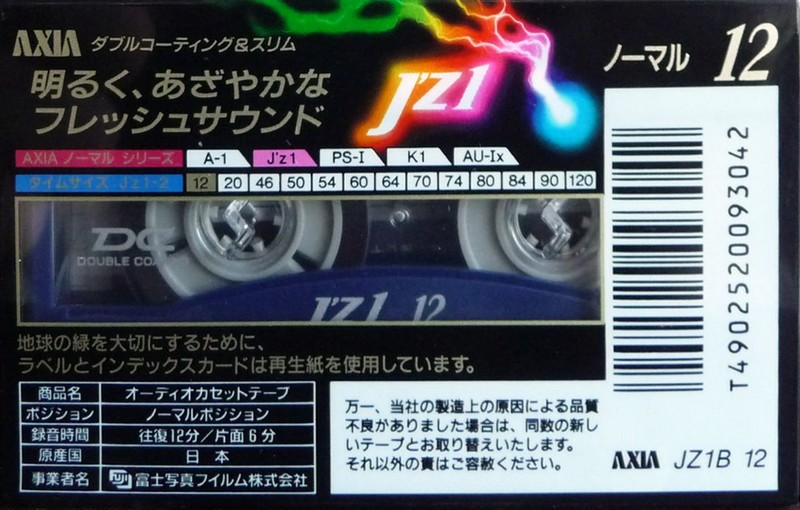 AXIA ダブルコーティング&スリム
明るく、あざやかな
フレッシュサウンド
J'Z1
ノーマル 12
AXIA ノーマル シリーズ A-1 J'z1 PS-I K1 AU-Ix
タイムサイズ J'z1-2 12 20 46 50 54 60 64 70 74 80 84 90 120
DC
DOUBLE
J'Z1 12
T4902520093042
地球の緑を大切にするために、
ラベルとインデックスカードは再生紙を使用しています。
商品名 オーディオカセットテープ
ポジション ノーマルポジション
録音時間 往復12分/片面6分
原産国 日本
事業者名 FUJI 富士写真フイルム株式会社
万一、当社の製造上の原因による品質
不良がありました場合は、同数の新し
いテープとお取り替えいたします。
それ以外の責はご容赦ください。
AXIA JZ1B 12